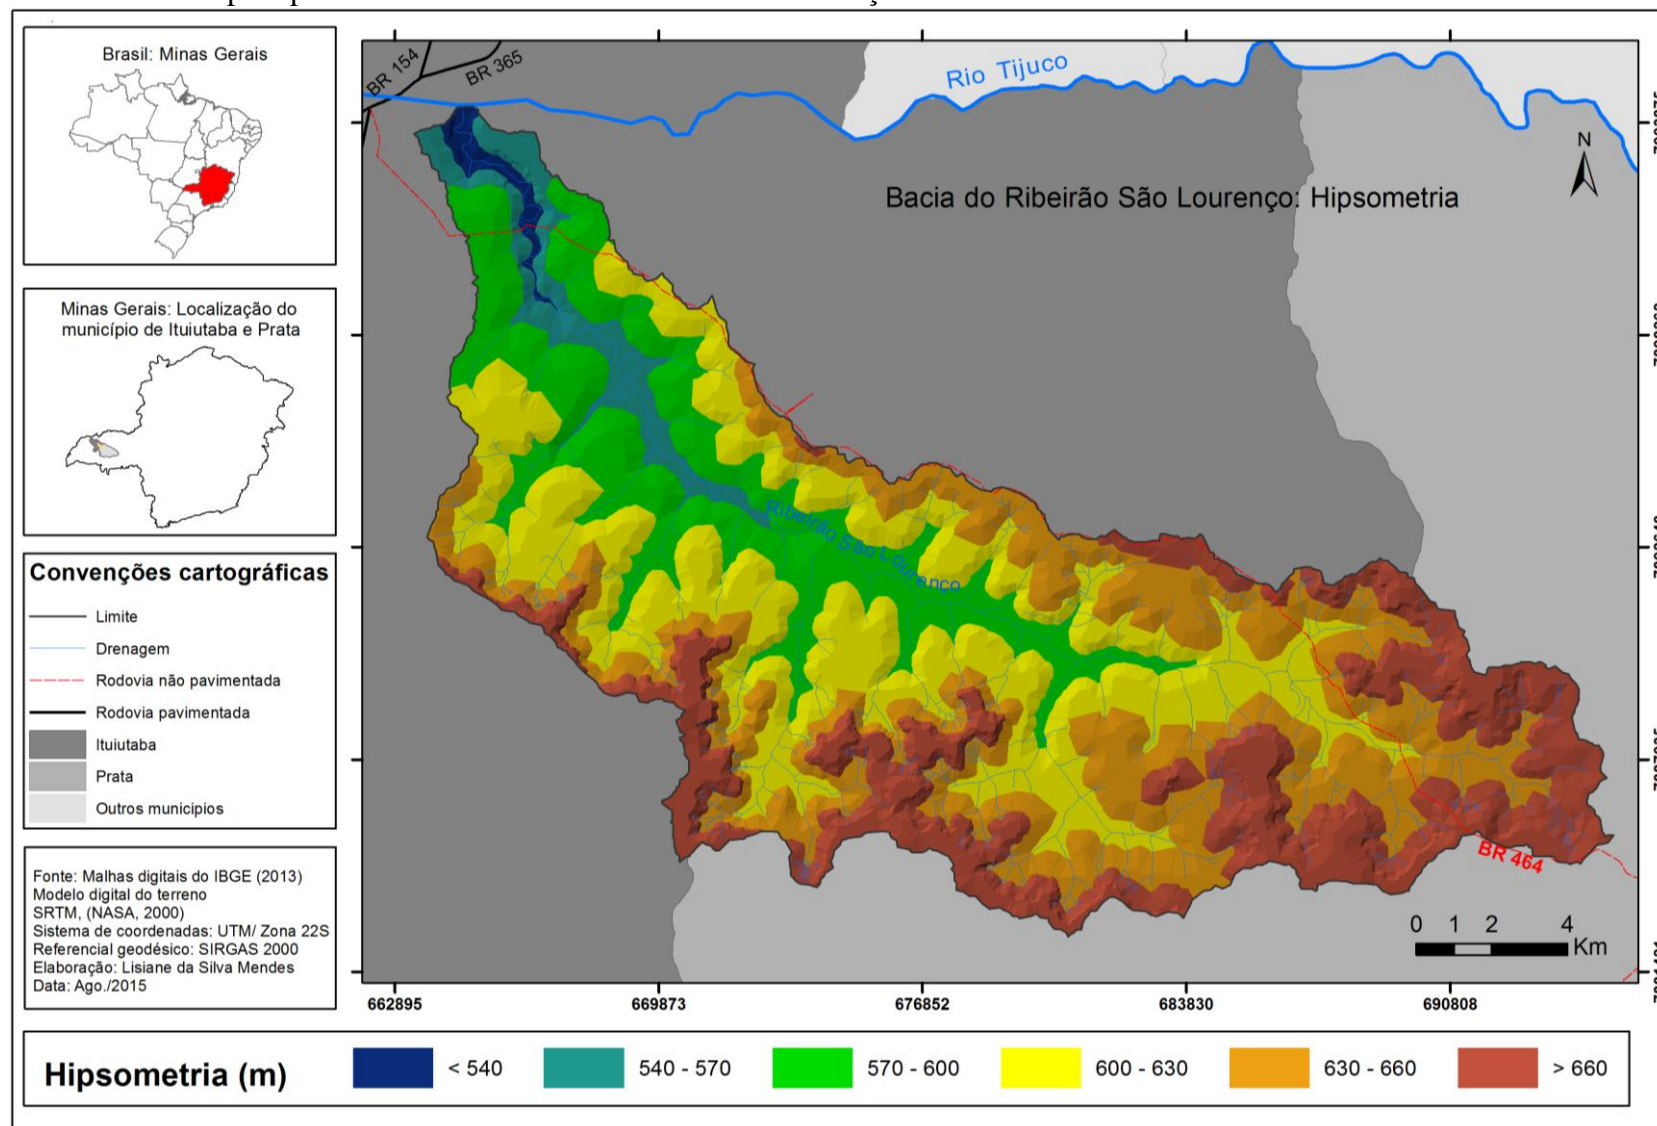 Brasil: Minas Gerais
Minas Gerais: Localização do
município de Ituiutaba e Prata
Convenções cartográficas
Limite
Drenagem
Rodovia não pavimentada
Rodovia pavimentada
Ituiutaba
Prata
Outros municipios
Fonte: Malhas digitais do IBGE (2013)
Modelo digital do terreno
SRTM, (NASA, 2000)
Sistema de coordenadas: UTM/ Zona 22S
Referencial geodésico: SIRGAS 2000
Elaboração: Lisiane da Silva Mendes
Data: Ago./2015
BR 154
BR 365
Rio Tijuco
N
Bacia do Ribeirão São Lourenço: Hipsometria
Ribeirão São Lourenço
BR 464
0 1 2 4
Km
662895 669873 676852 683830 690808
Hipsometria (m)
< 540
540 - 570
570 - 600
600 - 630
630 - 660
> 660